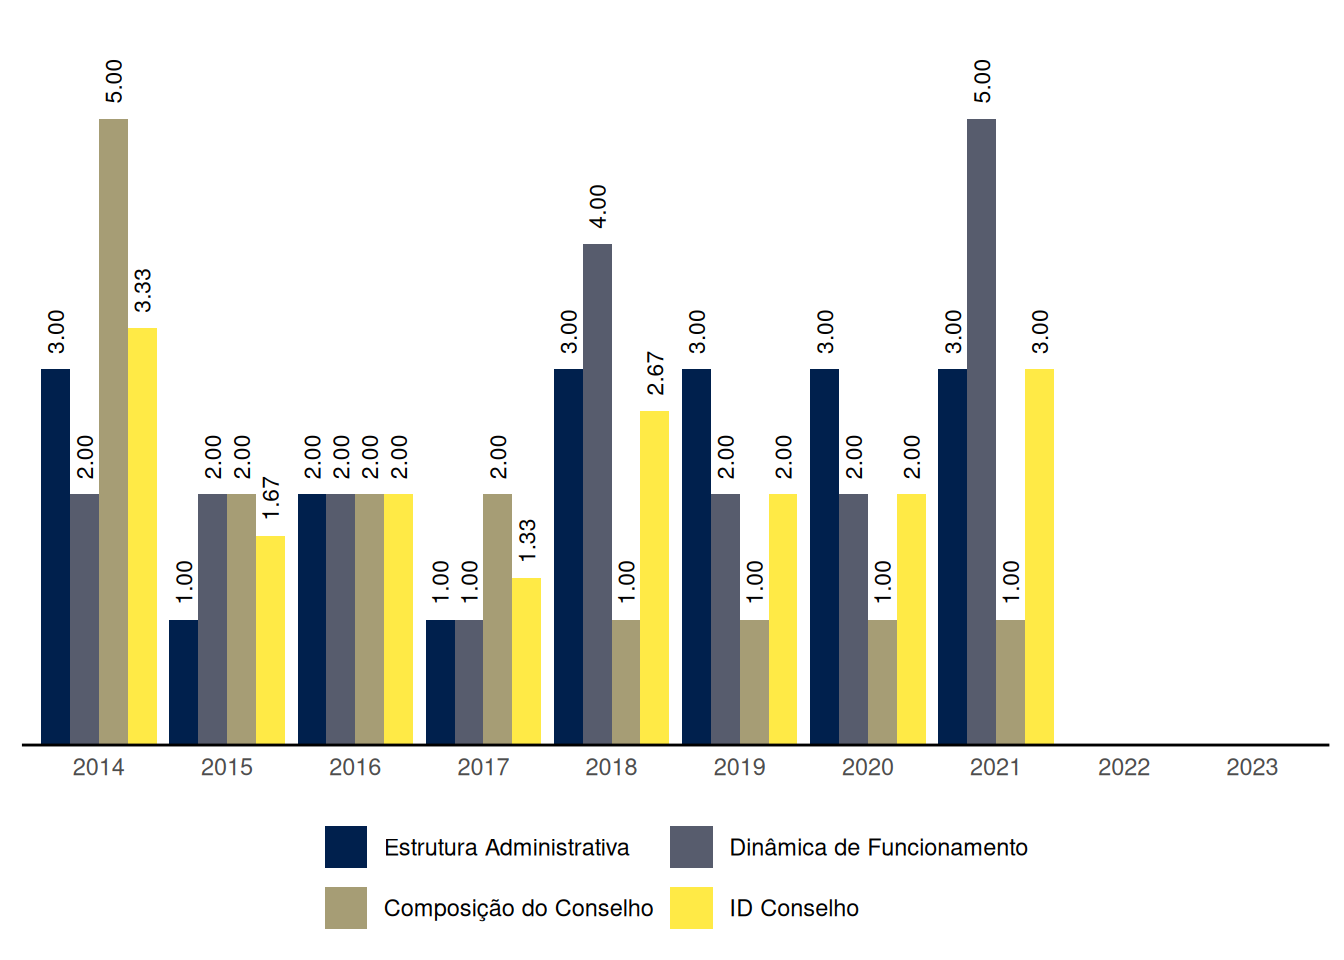 3.00 2.00 5.00 3.33
1.00 2.00 2.00 1.67
2.00 2.00 2.00 2.00
1.00 1.00 2.00 1.33
3.00 4.00 1.00 2.67
3.00 2.00 1.00 2.00
3.00 2.00 1.00 2.00
3.00 5.00 1.00 3.00
2014 2015 2016 2017 2018 2019 2020 2021 2022 2023
Estrutura Administrativa Dinâmica de Funcionamento
Composição do Conselho ID Conselho